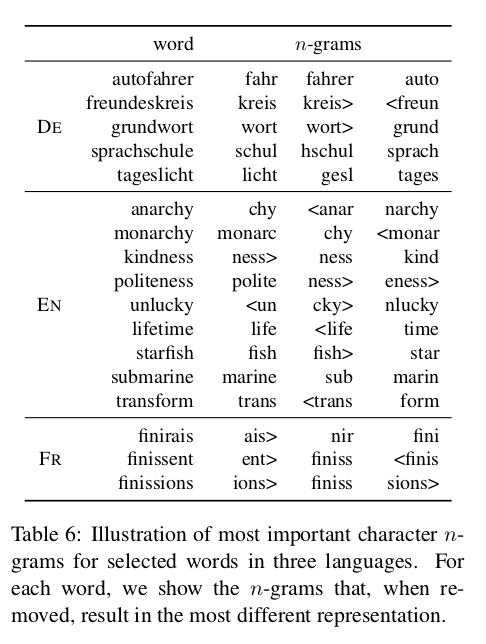 word n-grams
autofahrer fahr fahrer auto
freundeskreis kreis kreis> <freun
DE grundwort wort wort> grund
sprachschule schul hschul sprach
tageslicht licht gesl tages
anarchy chy <anar narchy
monarchy monarc chy <monar
kindness ness> ness kind
politeness polite ness> eness>
EN unlucky <un cky> nlucky
lifetime life <life time
starfish fish fish> star
submarine marine sub marin
transform trans <trans form
finirais ais> nir fini
FR finissent ent> finiss <finis
finissions ions> finiss sions>
Table 6: Illustration of most important character n-
grams for selected words in three languages. For
each word, we show the n-grams that, when re-
moved, result in the most different representation.